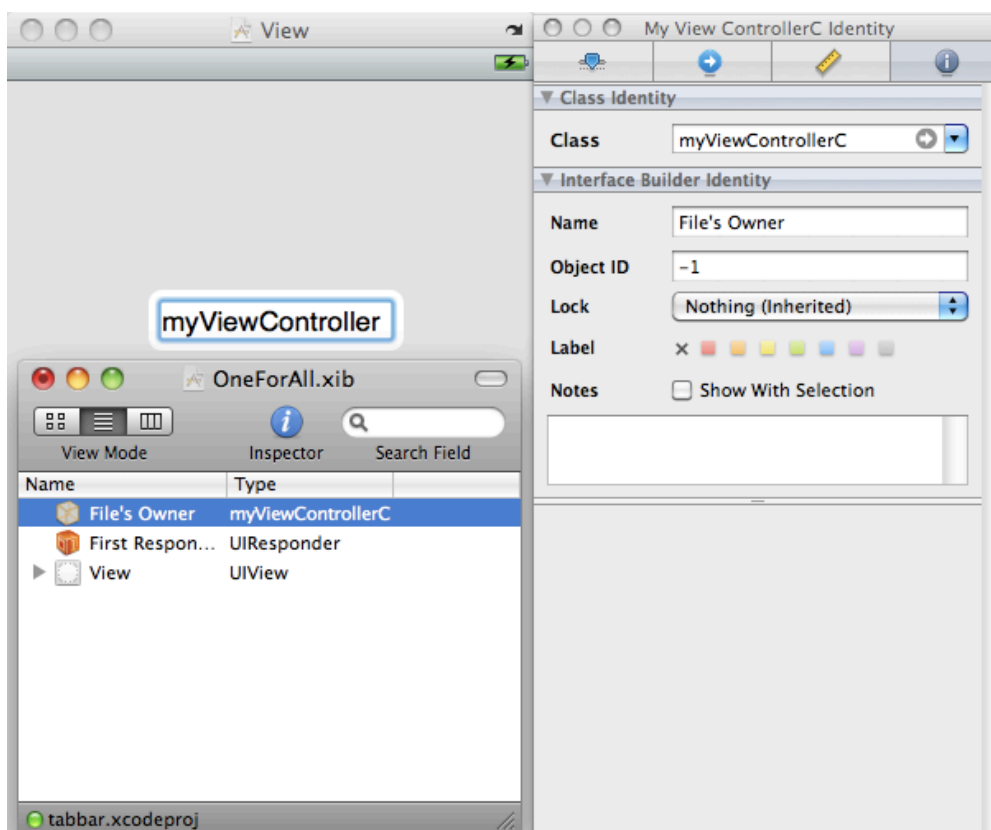 View
myViewController
OneForAll.xib
View Mode
Inspector
Search Field
Name Type
File's Owner myViewControllerC
First Respon... UIResponder
View UIView
tabbar.xcodeproj
My View ControllerC Identity
Class Identity
Class myViewControllerC
Interface Builder Identity
Name File's Owner
Object ID -1
Lock Nothing (Inherited)
Label
Notes Show With Selection